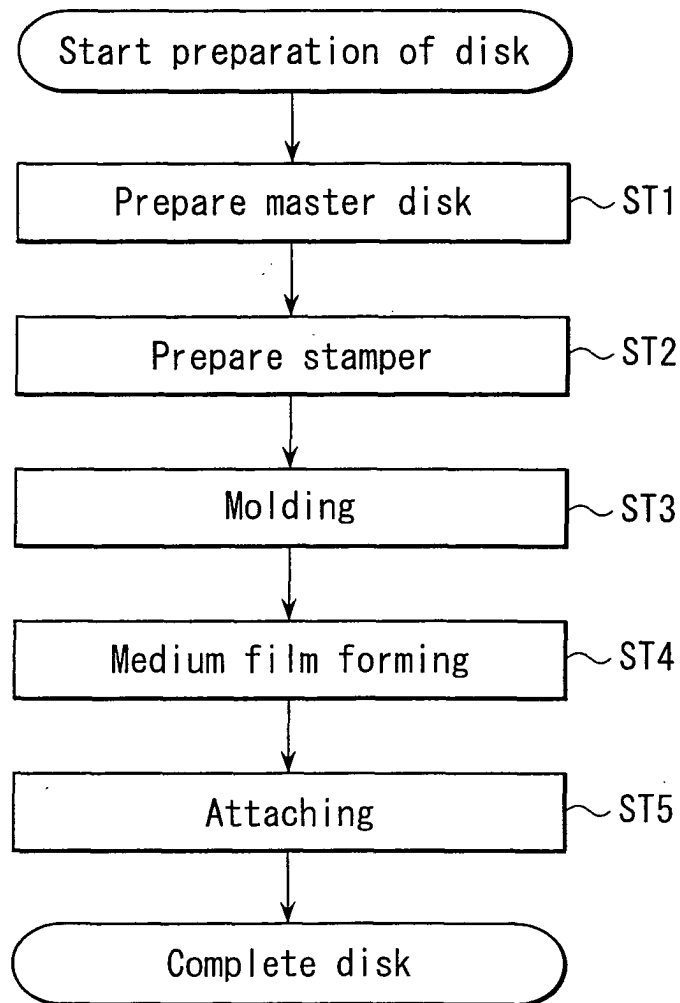 Start preparation of disk
Prepare master disk ST1
Prepare stamper ST2
Molding ST3
Medium film forming ST4
Attaching ST5
Complete disk